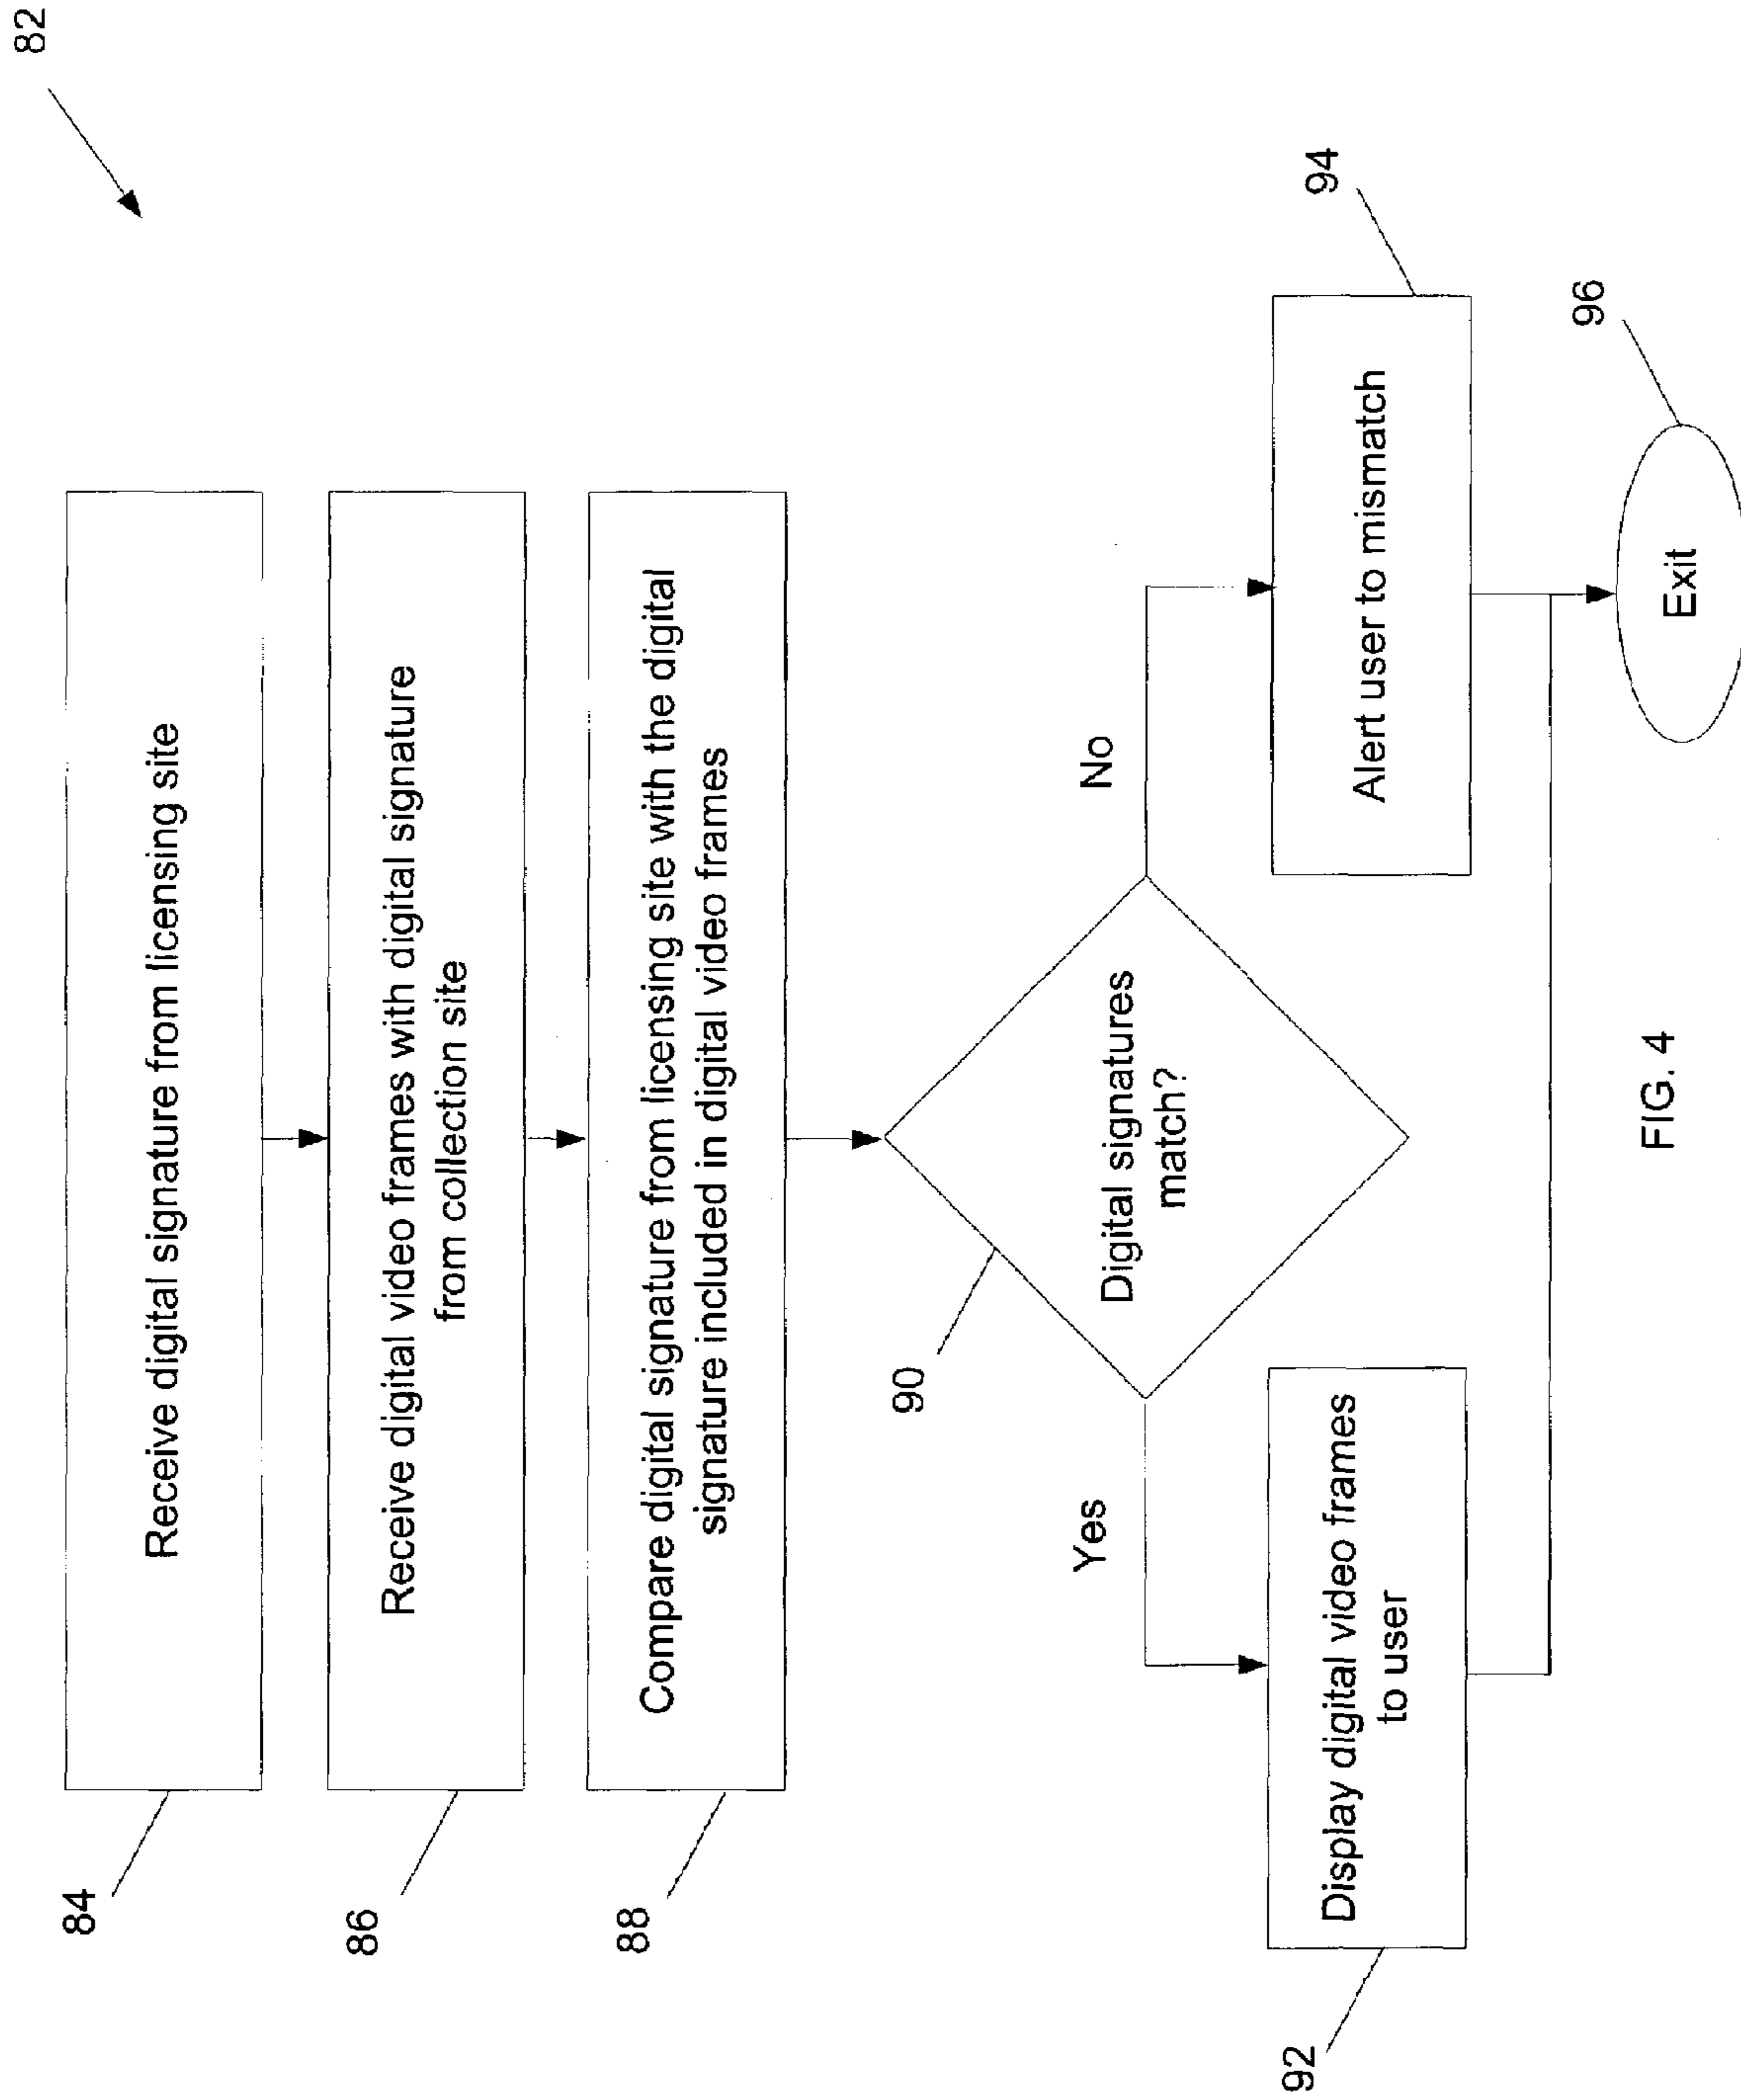 82
84
Receive digital signature from licensing site
86
Receive digital video frames with digital signature
from collection site
88
Compare digital signature from licensing site with the digital
signature included in digital video frames
90
Digital signatures
match?
Yes
No
92
Display digital video frames
to user
94
Alert user to mismatch
96
Exit
FIG. 4